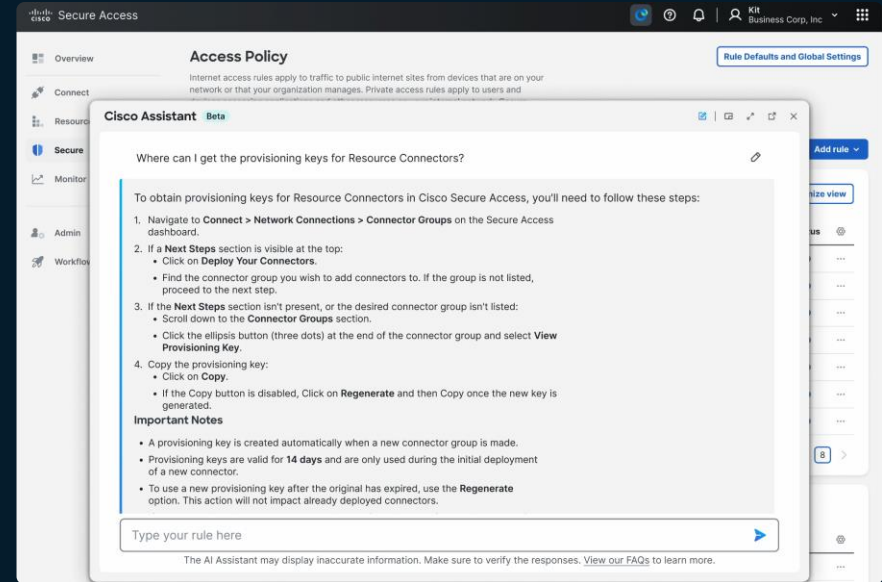 cisco Secure Access
Kit
Business Corp, Inc
Overview
Connect
Resourc
Secure
Monitor
Admin
Workflow
Access Policy
Rule Defaults and Global Settings
Internet access rules apply to traffic to public internet sites from devices that are on your
network or that your organization manages. Private access rules apply to users and
Add rule
ize view
us
8
Cisco Assistant Beta
Where can I get the provisioning keys for Resource Connectors?
To obtain provisioning keys for Resource Connectors in Cisco Secure Access, you'll need to follow these steps:
1. Navigate to Connect > Network Connections > Connector Groups on the Secure Access
dashboard.
2. If a Next Steps section is visible at the top:
• Click on Deploy Your Connectors.
• Find the connector group you wish to add connectors to. If the group is not listed,
proceed to the next step.
3. If the Next Steps section isn't present, or the desired connector group isn't listed:
• Scroll down to the Connector Groups section.
• Click the ellipsis button (three dots) at the end of the connector group and select View
Provisioning Key.
4. Copy the provisioning key:
• Click on Copy.
• If the Copy button is disabled, Click on Regenerate and then Copy once the new key is
generated.
Important Notes
• A provisioning key is created automatically when a new connector group is made.
• Provisioning keys are valid for 14 days and are only used during the initial deployment
of a new connector.
• To use a new provisioning key after the original has expired, use the Regenerate
option. This action will not impact already deployed connectors.
Type your rule here
The AI Assistant may display inaccurate information. Make sure to verify the responses. View our FAQs to learn more.